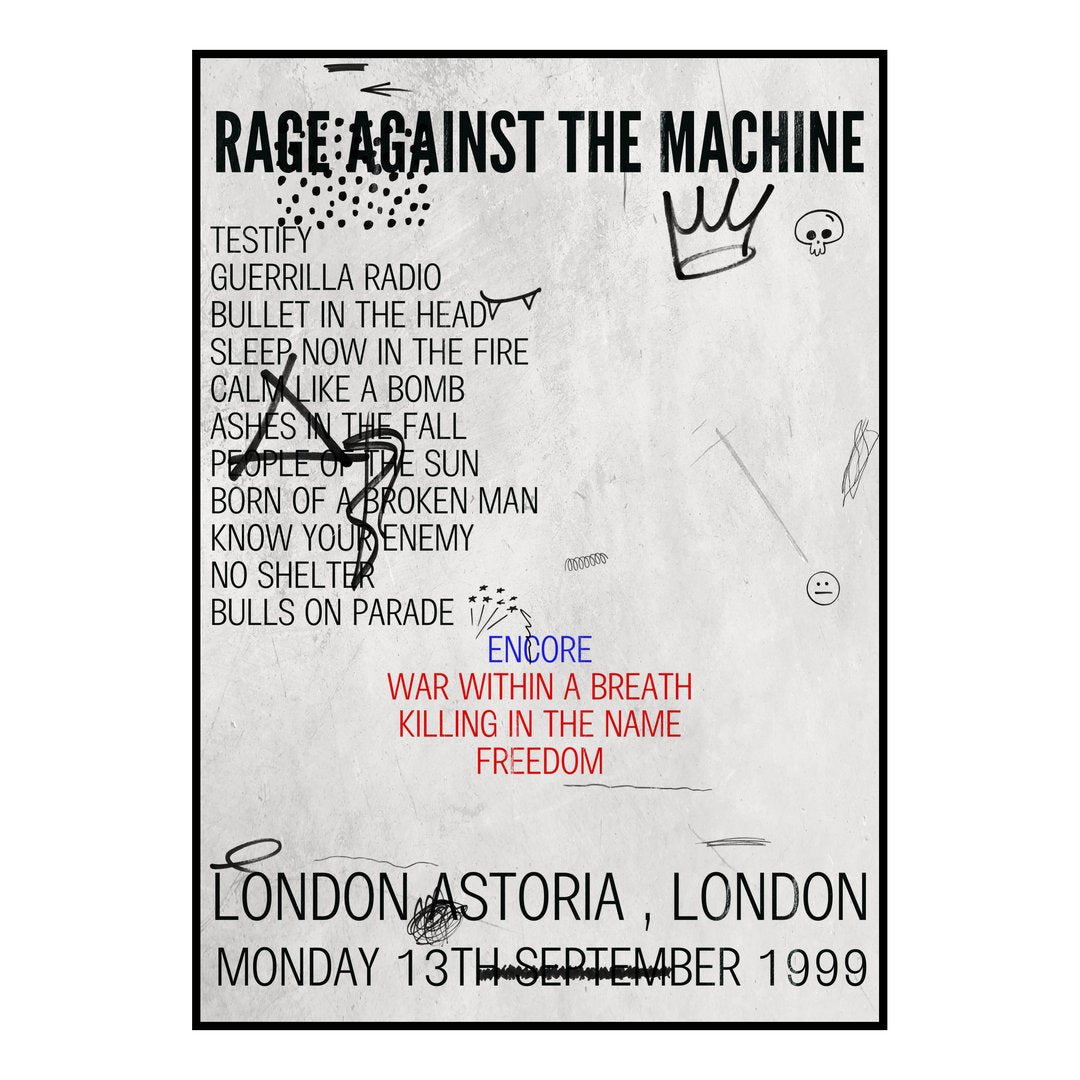 RAGE AGAINST THE MACHINE
TESTIFY
GUERRILLA RADIO
BULLET IN THE HEAD
SLEEP NOW IN THE FIRE
CALM LIKE A BOMB
ASHES IN THE FALL
PEOPLE OF THE SUN
BORN OF A BROKEN MAN
KNOW YOUR ENEMY
NO SHELTER
BULLS ON PARADE
ENCORE
WAR WITHIN A BREATH
KILLING IN THE NAME
FREEDOM
LONDON ASTORIA , LONDON
MONDAY 13TH SEPTEMBER 1999